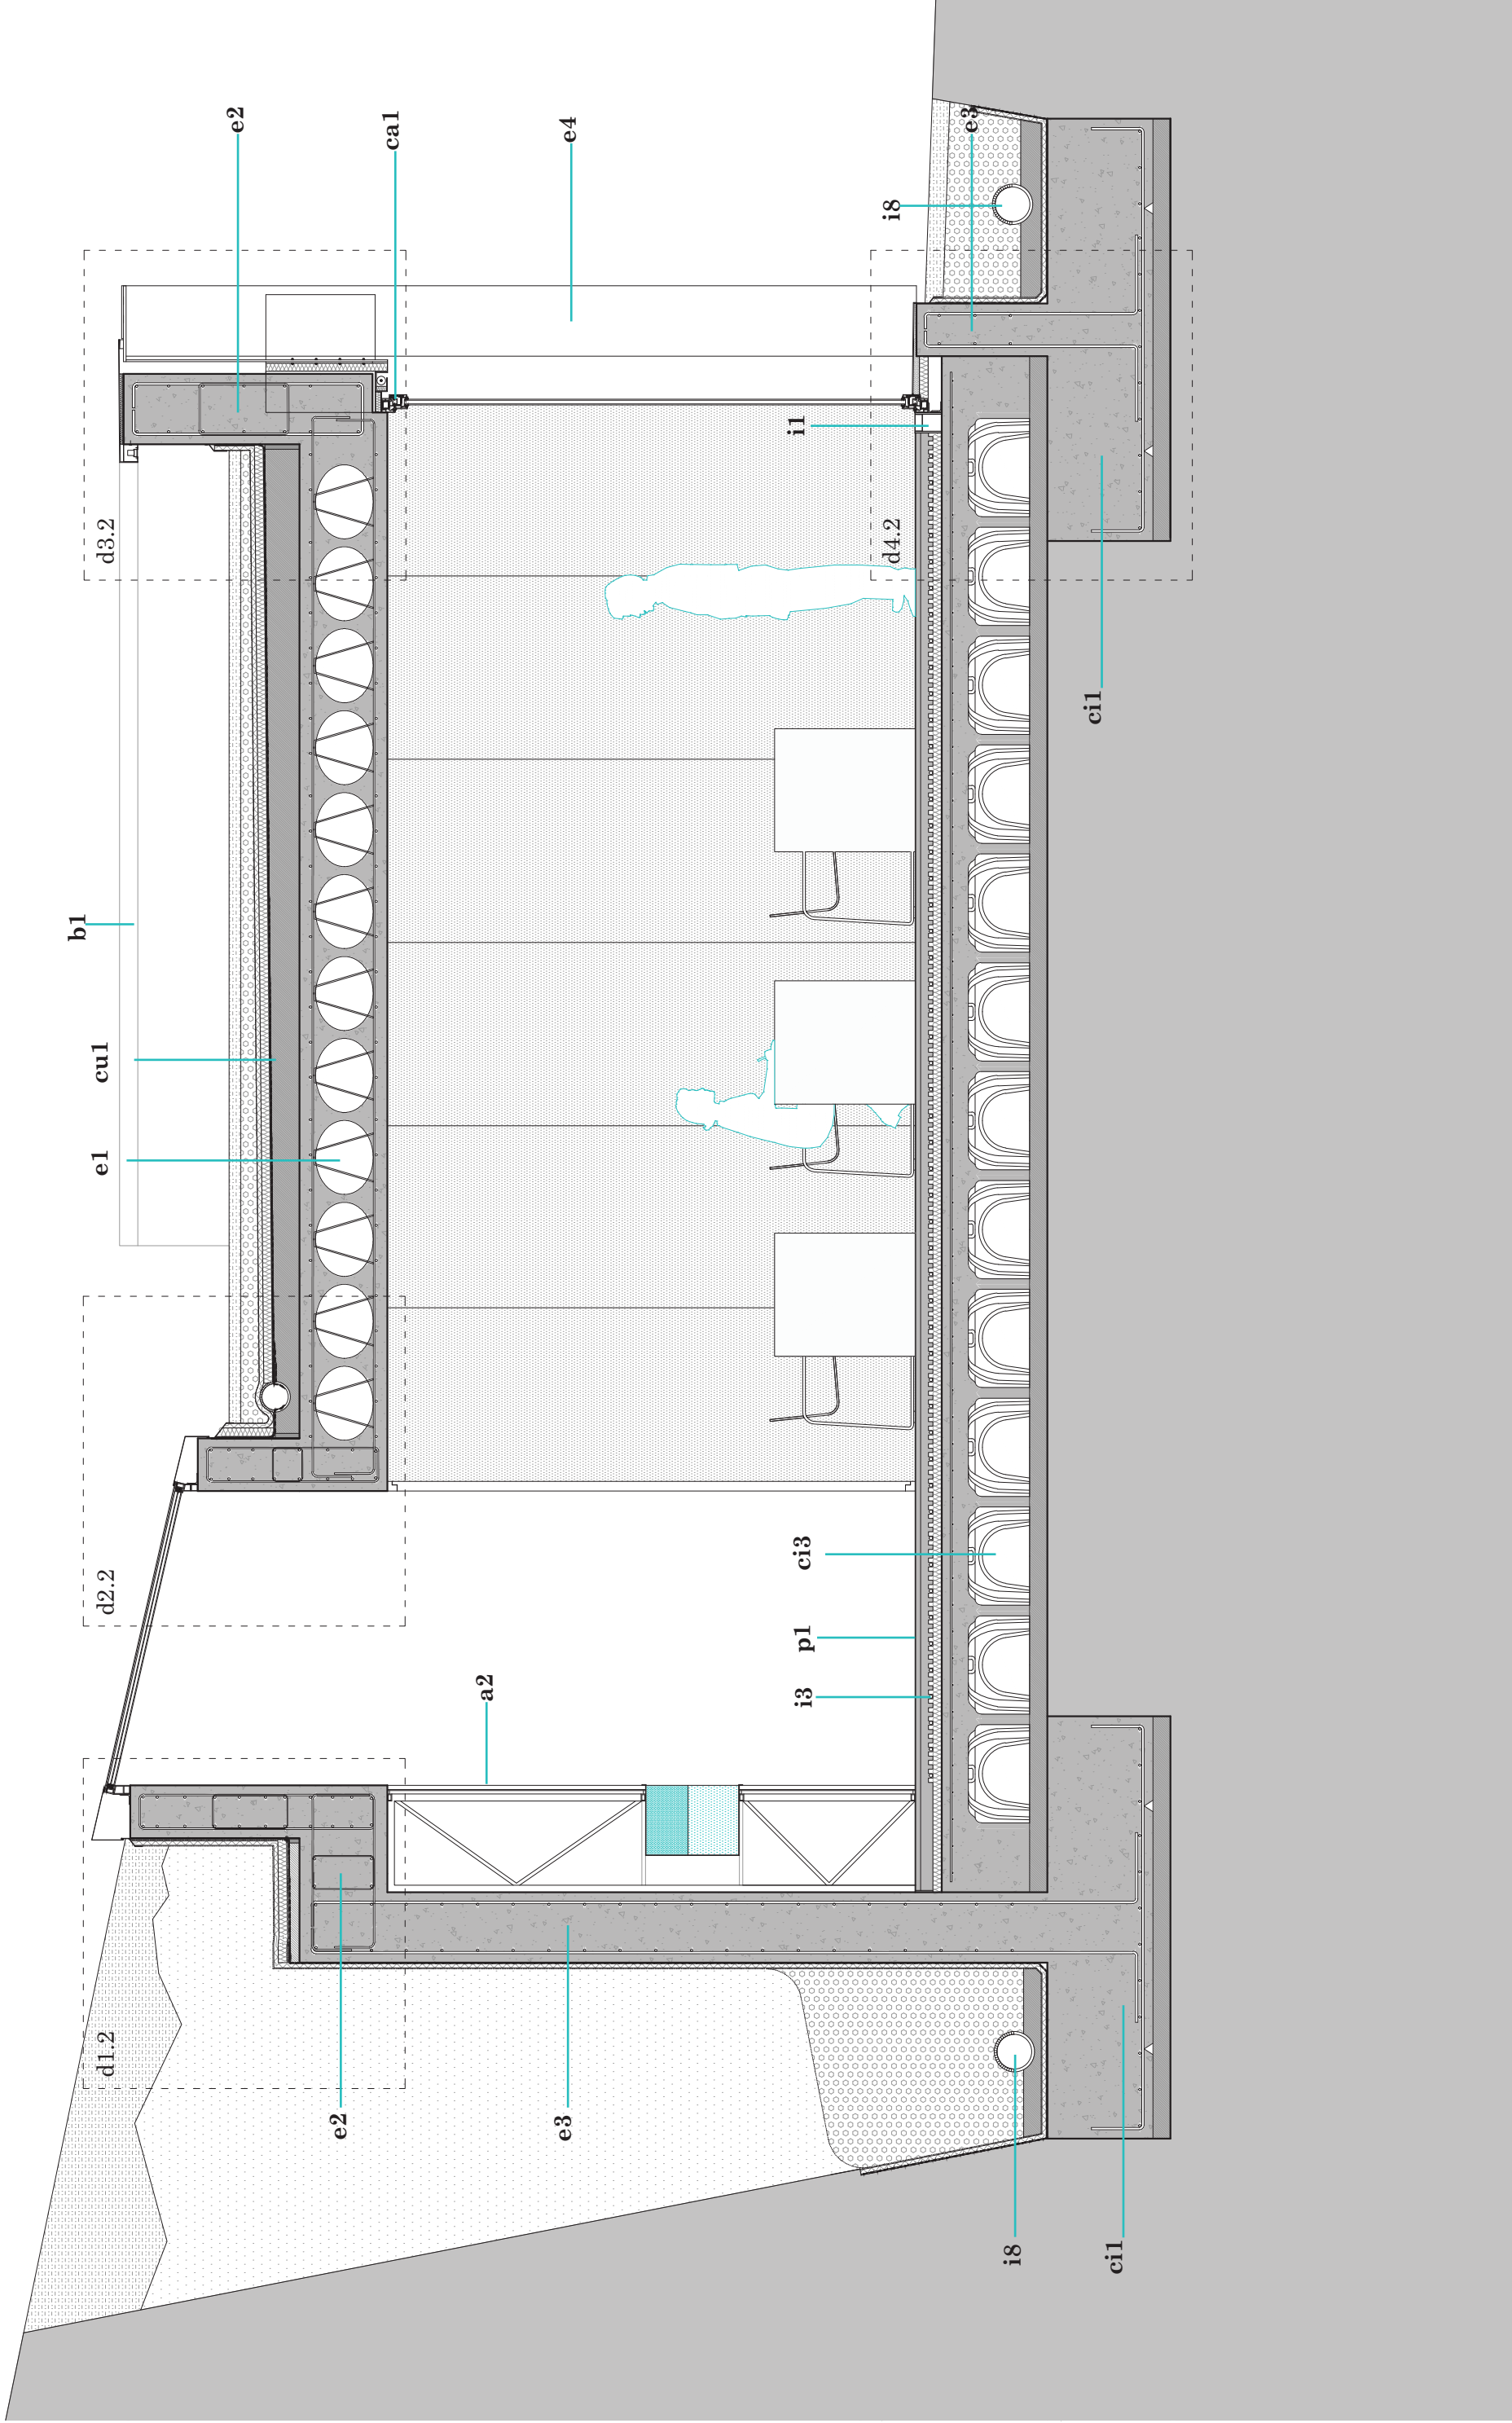 b1
e1
cu1
d1.2
d2.2
d3.2
e2
e2
ca1
a2
e3
e4
i3
p1
ci3
i1
d4.2
i8
e3
i8
ci1
ci1